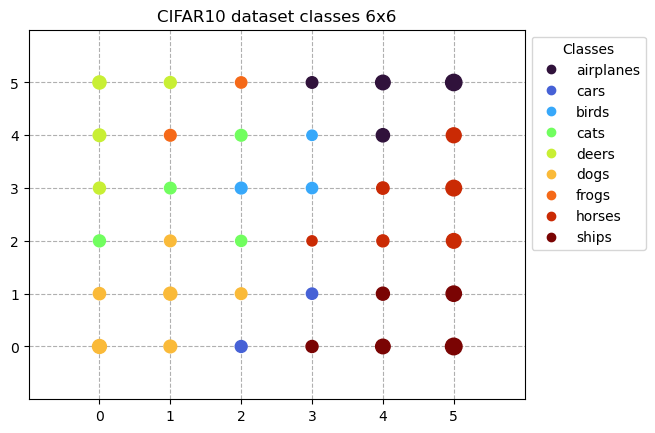 CIFAR10 dataset classes 6x6
Classes
airplanes
cars
birds
cats
deers
dogs
frogs
horses
ships
5
4
3
2
1
0
0 1 2 3 4 5